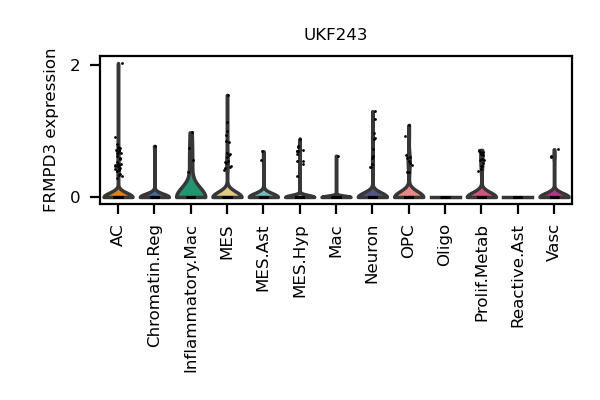 UKF243
FRMPD3 expression
2
0
AC
Chromatin.Reg
Inflammatory.Mac
MES
MES.Ast
MES.Hyp
Mac
Neuron
OPC
Oligo
Prolif.Metab
Reactive.Ast
Vasc